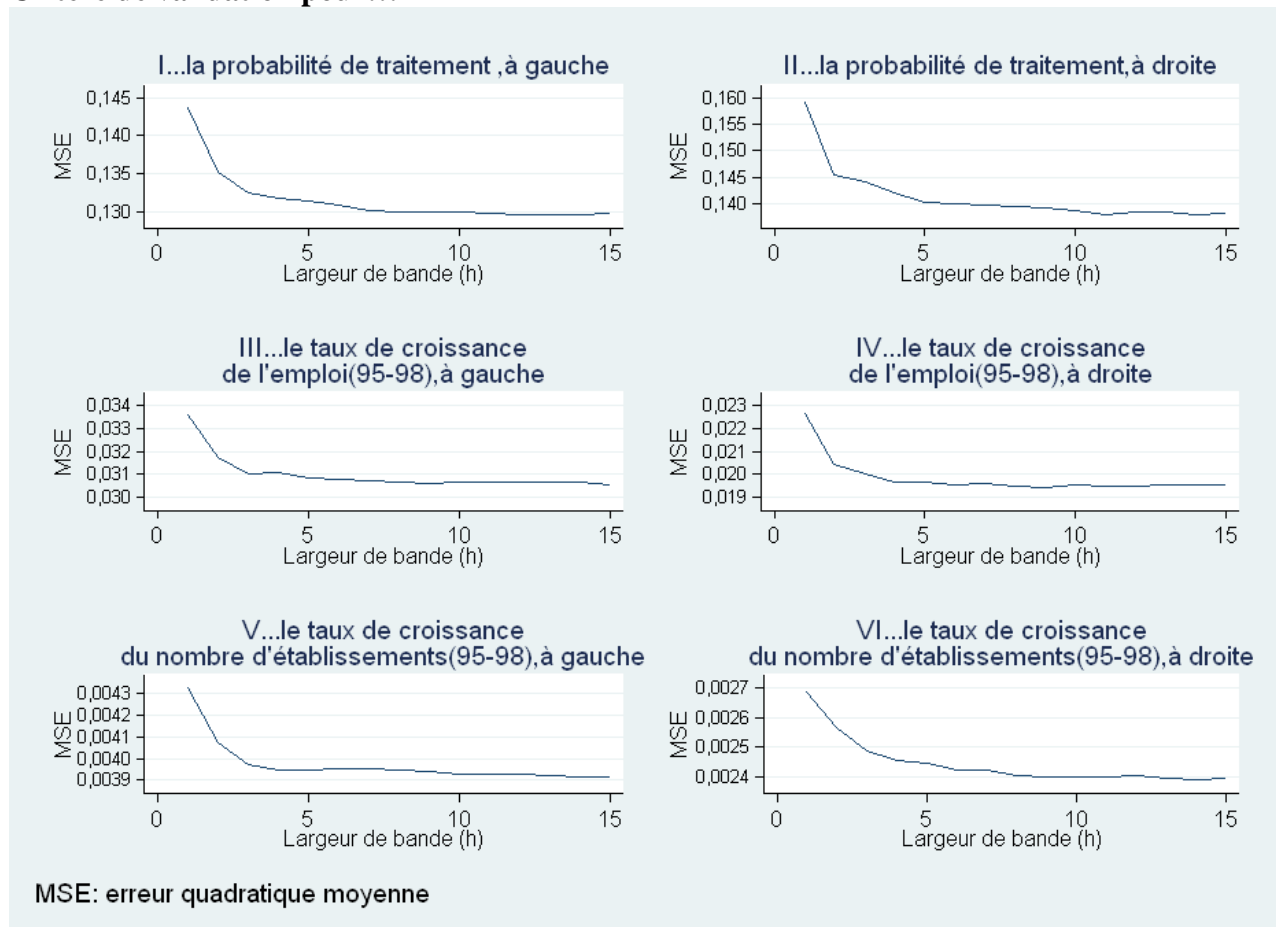 I...la probabilité de traitement ,à gauche
MSE
0,145
0,140
0,135
0,130
0 5 10 15
Largeur de bande (h)
II...la probabilité de traitement,à droite
MSE
0,160
0,155
0,150
0,145
0,140
0 5 10 15
Largeur de bande (h)
III...le taux de croissance
de l'emploi(95-98),à gauche
MSE
0,034
0,033
0,032
0,031
0,030
0 5 10 15
Largeur de bande (h)
IV...le taux de croissance
de l'emploi(95-98),à droite
MSE
0,023
0,022
0,021
0,020
0,019
0 5 10 15
Largeur de bande (h)
V...le taux de croissance
du nombre d'établissements(95-98),à gauche
MSE
0,0043
0,0042
0,0041
0,0040
0,0039
0 5 10 15
Largeur de bande (h)
VI...le taux de croissance
du nombre d'établissements(95-98),à droite
MSE
0,0027
0,0026
0,0025
0,0024
0 5 10 15
Largeur de bande (h)
MSE: erreur quadratique moyenne